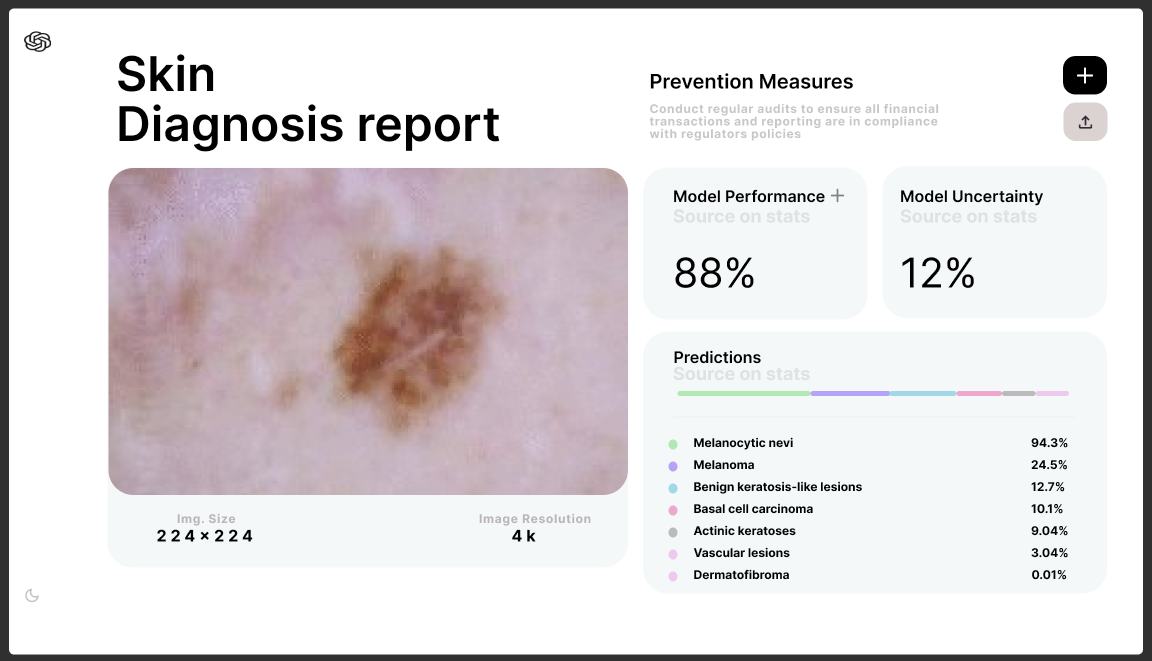 Skin
Diagnosis report
Prevention Measures
Conduct regular audits to ensure all financial
transactions and reporting are in compliance
with regulators policies
Model Performance
Source on stats
88%
Model Uncertainty
Source on stats
12%
Img. Size
224×224
Image Resolution
4k
Predictions
Source on stats
Melanocytic nevi 94.3%
Melanoma 24.5%
Benign keratosis-like lesions 12.7%
Basal cell carcinoma 10.1%
Actinic keratoses 9.04%
Vascular lesions 3.04%
Dermatofibroma 0.01%